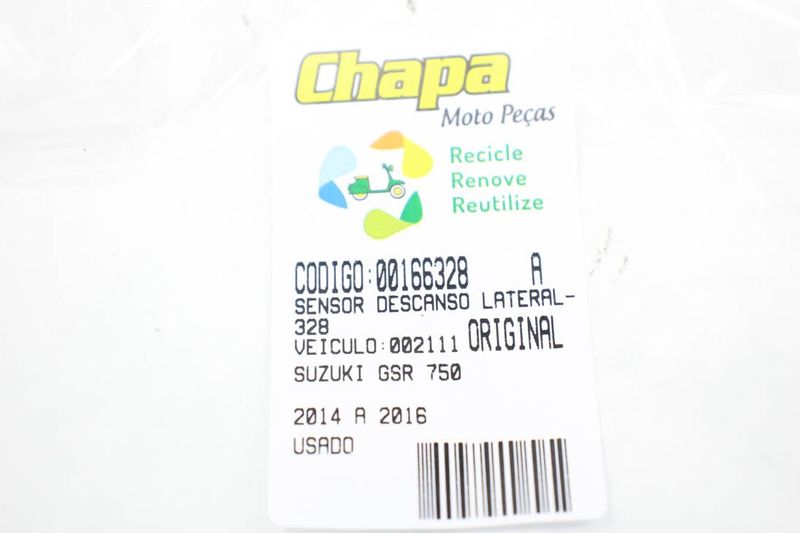 Chapa
Moto Peças
Recicle
Renove
Reutilize
CODIGO:00166328 A
SENSOR DESCANSO LATERAL-
328
VEICULO:002111 ORIGINAL
SUZUKI GSR 750
2014 A 2016
USADO